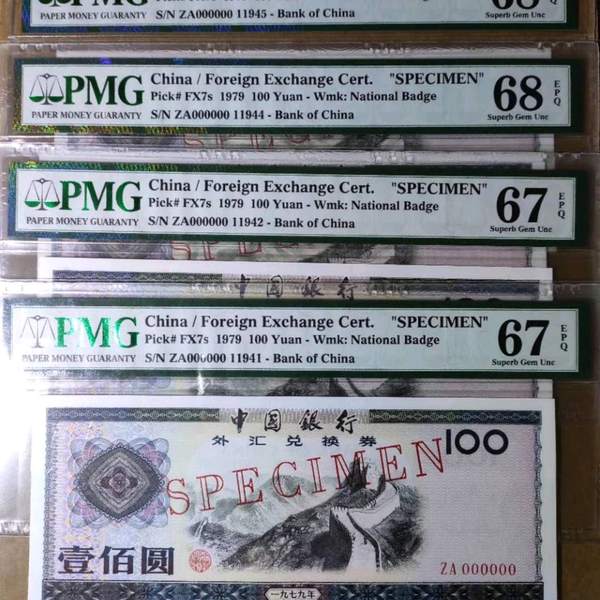 PAPER MONEY GUARANTY
S/N ZA000000 11945 - Bank of China
68
Superb Gem Unc
PMG
PAPER MONEY GUARANTY
China / Foreign Exchange Cert. "SPECIMEN"
Pick# FX7s 1979 100 Yuan - Wmk: National Badge
S/N ZA000000 11944 - Bank of China
68
EPQ
Superb Gem Unc
PMG
PAPER MONEY GUARANTY
China / Foreign Exchange Cert. "SPECIMEN"
Pick# FX7s 1979 100 Yuan - Wmk: National Badge
S/N ZA000000 11942 - Bank of China
67
EPQ
Superb Gem Unc
中国银行
PMG
PAPER MONEY GUARANTY
China / Foreign Exchange Cert. "SPECIMEN"
Pick# FX7s 1979 100 Yuan - Wmk: National Badge
S/N ZA000000 11941 - Bank of China
67
EPQ
Superb Gem Unc
中國銀行
外汇兑换券
100
SPECIMEN
壹佰圆
ZA 000000
一九七九年